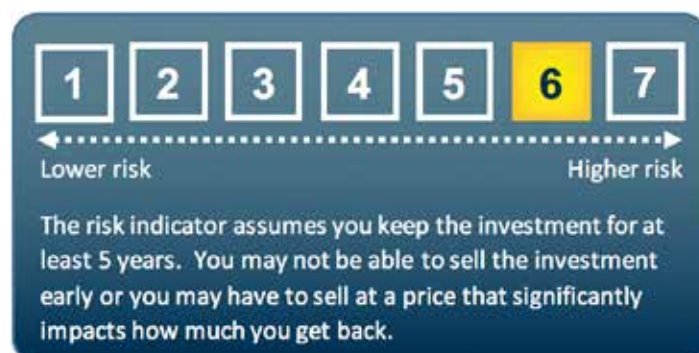 1 2 3 4 5 6 7
Lower risk Higher risk
The risk indicator assumes you keep the investment for at
least 5 years. You may not be able to sell the investment
early or you may have to sell at a price that significantly
impacts how much you get back.